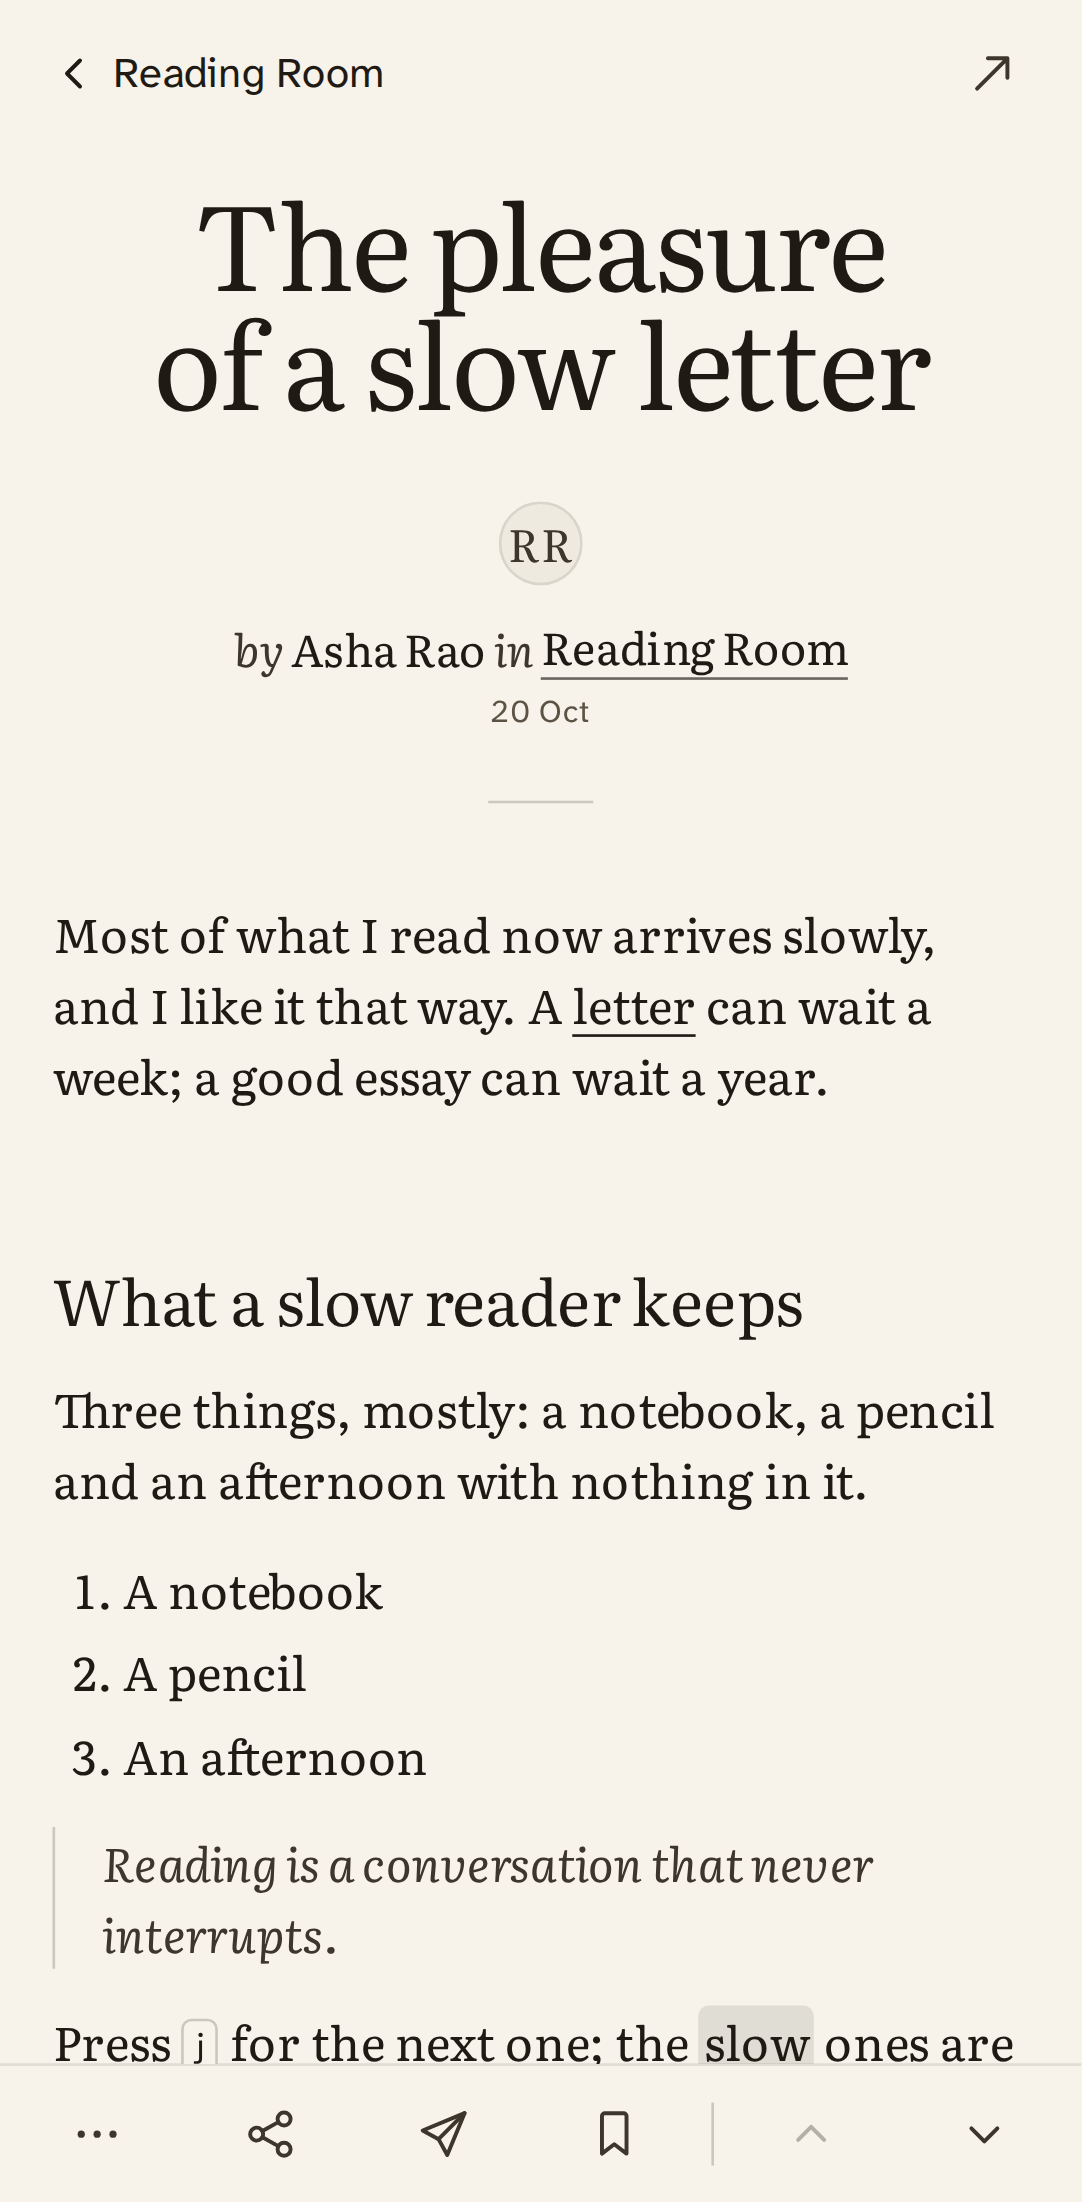 Reading Room
The pleasure
of a slow letter
RR
by Asha Rao in Reading Room
20 Oct
Most of what I read now arrives slowly,
and I like it that way. A letter can wait a
week; a good essay can wait a year.
What a slow reader keeps
Three things, mostly: a notebook, a pencil
and an afternoon with nothing in it.
1. A notebook
2. A pencil
3. An afternoon
Reading is a conversation that never
interrupts.
Press j for the next one; the slow ones are